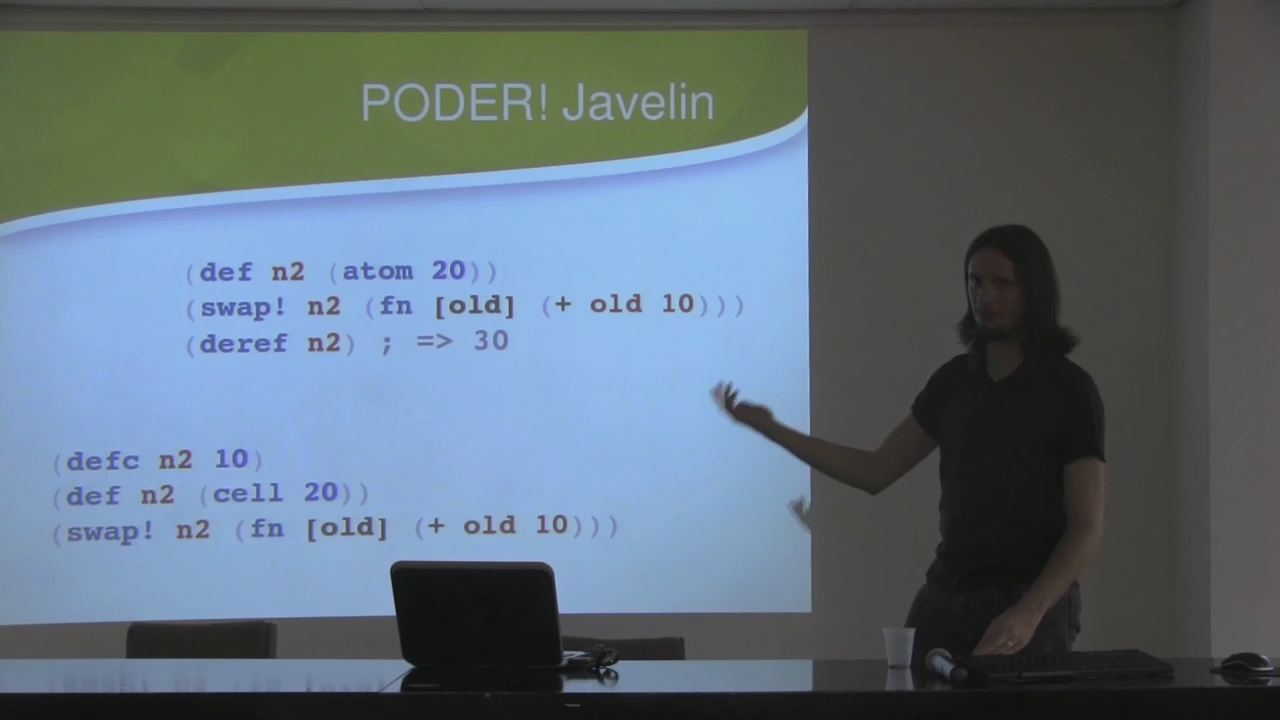 PODER! Javelin
(def n2 (atom 20))
(swap! n2 (fn [old] (+ old 10)))
(deref n2) ; => 30
(defc n2 10)
(def n2 (cell 20))
(swap! n2 (fn [old] (+ old 10)))